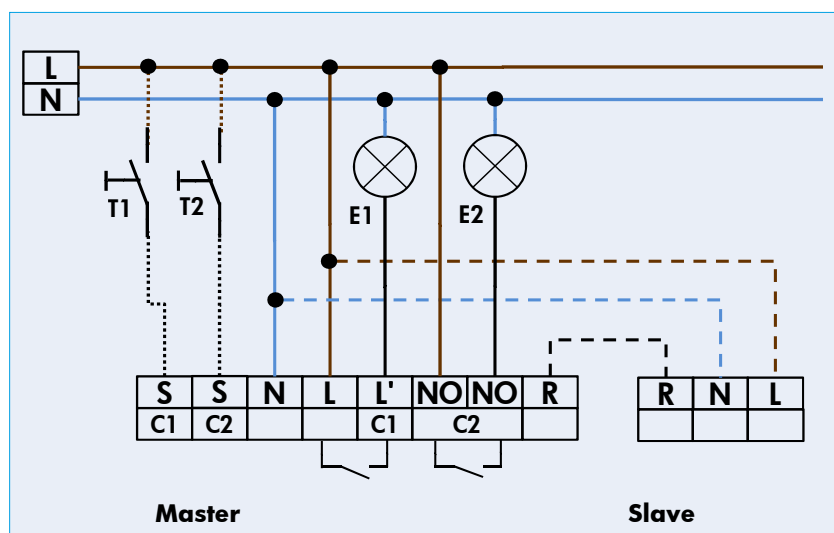 L
N
T1 T2 E1 E2
S S N L L' NO NO R R N L
C1 C2 C1 C2
Master Slave